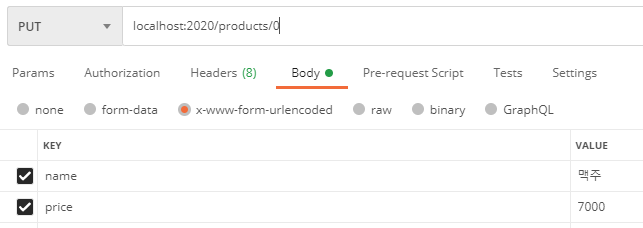 PUT localhost:2020/products/0
Params Authorization Headers (8) Body Pre-request Script Tests Settings
none form-data x-www-form-urlencoded raw binary GraphQL
KEY VALUE
name 맥주
price 7000